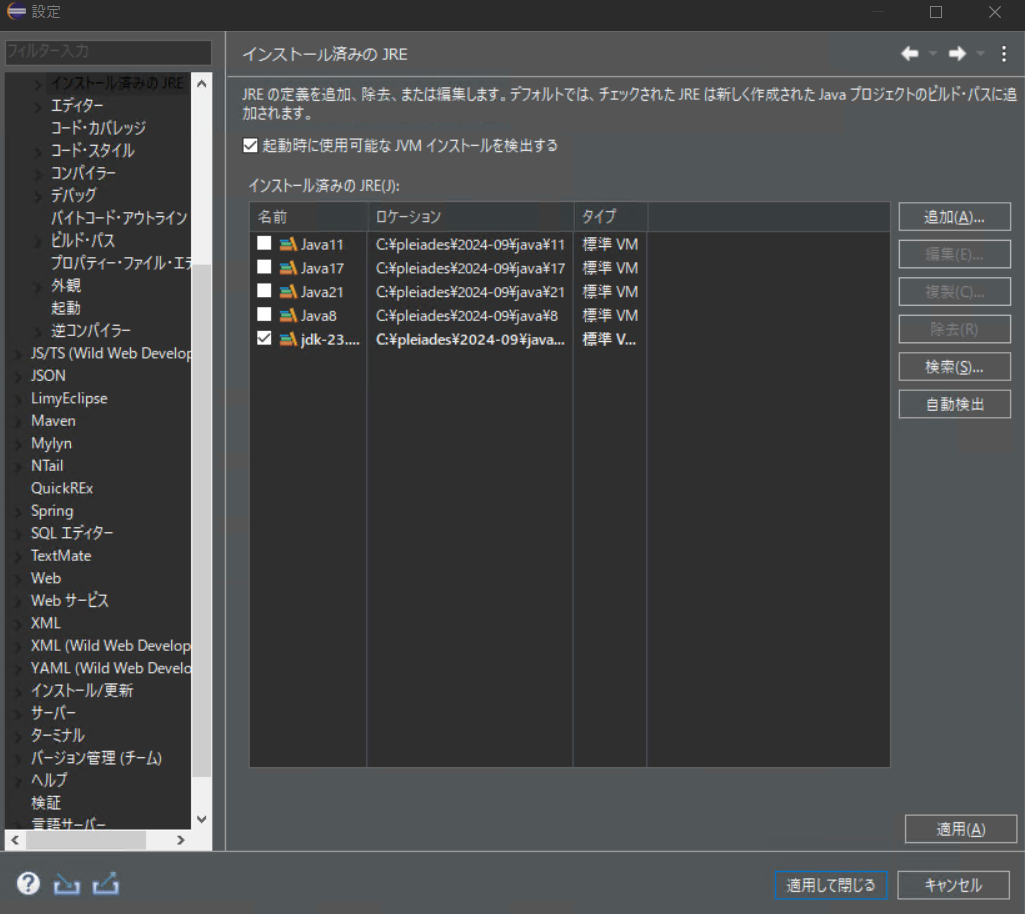 設定
フィルター入力
インストール済みの JRE
エディター
コード・カバレッジ
コード・スタイル
コンパイラー
デバッグ
バイトコード・アウトライン
ビルド・パス
プロパティー・ファイル・エデ
外観
起動
逆コンパイラー
JS/TS (Wild Web Develop
JSON
LimyEclipse
Maven
Mylyn
NTail
QuickREx
Spring
SQL エディター
TextMate
Web
Web サービス
XML
XML (Wild Web Develop
YAML (Wild Web Develo
インストール/更新
サーバー
ターミナル
バージョン管理 (チーム)
ヘルプ
検証
言語サーバー
インストール済みの JRE
JRE の定義を追加、除去、または編集します。デフォルトでは、チェックされた JRE は新しく作成された Java プロジェクトのビルド・パスに追
加されます。
起動時に使用可能な JVM インストールを検出する
インストール済みの JRE(J):
名前 ロケーション タイプ
Java11 C:¥pleiades¥2024-09¥java¥11 標準 VM
Java17 C:¥pleiades¥2024-09¥java¥17 標準 VM
Java21 C:¥pleiades¥2024-09¥java¥21 標準 VM
Java8 C:¥pleiades¥2024-09¥java¥8 標準 VM
jdk-23.... C:¥pleiades¥2024-09¥java... 標準 V...
追加(A)...
編集(E)...
複製(C)...
除去(R)
検索(S)...
自動検出
適用(A)
適用して閉じる
キャンセル